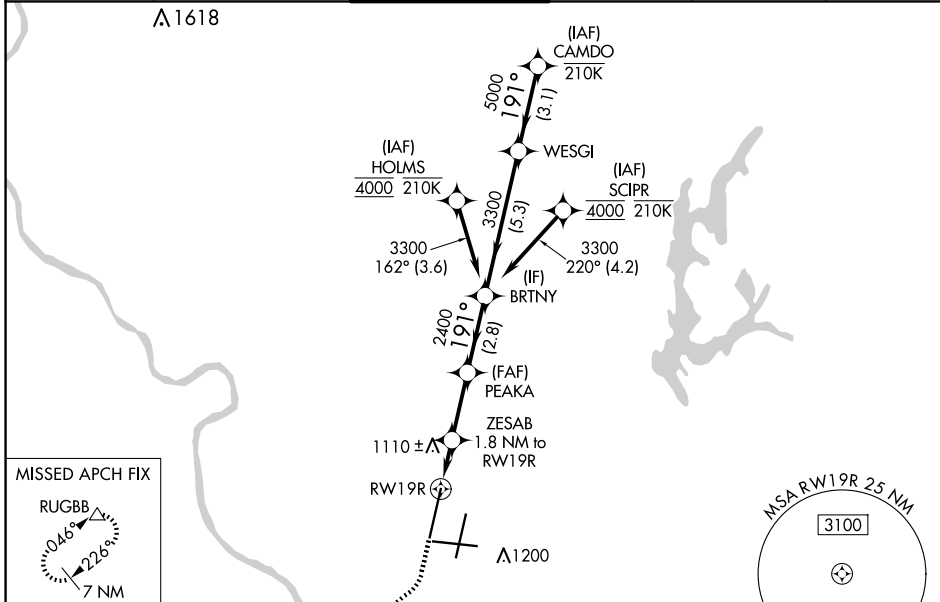 1618
(IAF)
CAMDO
210K
5000
191°
(3.1)
WESGI
(IAF)
HOLMS
4000 210K
(IAF)
SCIPR
4000 210K
3300
(5.3)
3300
162° (3.6)
3300
220° (4.2)
(IF)
BRTNY
2400
191°
(2.8)
(FAF)
PEAKA
ZESAB
1.8 NM to
RW19R
1110 ±
RW19R
1200
MISSED APCH FIX
RUGBB
046°
226°
7 NM
MSA RW19R 25 NM
3100